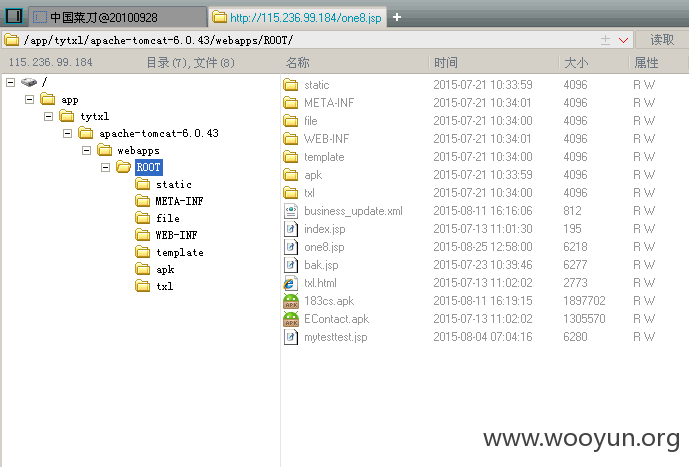 中国菜刀@20100928 http://115.236.99.184/one8.jsp +
/app/tytxl/apache-tomcat-6.0.43/webapps/ROOT/ 读取
115.236.99.184 目录(7),文件(8) 名称 时间 大小 属性
/
app
tytxl
apache-tomcat-6.0.43
webapps
ROOT
static
META-INF
file
WEB-INF
template
apk
txl
static 2015-07-21 10:33:59 4096 R W
META-INF 2015-07-21 10:34:01 4096 R W
file 2015-07-21 10:34:01 4096 R W
WEB-INF 2015-07-21 10:34:00 4096 R W
template 2015-07-21 10:34:00 4096 R W
apk 2015-07-21 10:33:59 4096 R W
txl 2015-07-21 10:34:00 4096 R W
business_update.xml 2015-08-11 16:16:06 812 R W
index.jsp 2015-07-13 11:01:30 195 R W
one8.jsp 2015-08-25 12:58:00 6218 R W
bak.jsp 2015-07-23 10:39:46 6277 R W
txl.html 2015-07-13 11:02:02 2773 R W
183cs.apk 2015-08-11 16:19:15 1897702 R W
EContact.apk 2015-07-13 11:02:02 1305570 R W
mytesttest.jsp 2015-08-04 07:04:16 6280 R W
www.wooyun.org